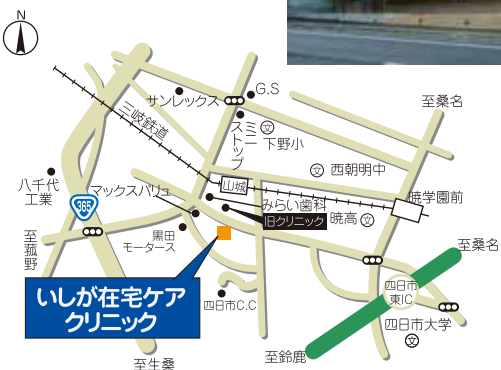 N
G.S
サンレックス
至桑名
三岐鉄道
ミニ
ストップ
文
下野小
文 西朝明中
八千代
工業
マックスバリュ
山城
みらい歯科
暁学園前
365
旧クリニック
暁高 文
至菰野
黒田
モータース
至桑名
いしが在宅ケア
クリニック
四日市C.C
四日市
東IC
四日市大学
文
至生桑
至鈴鹿